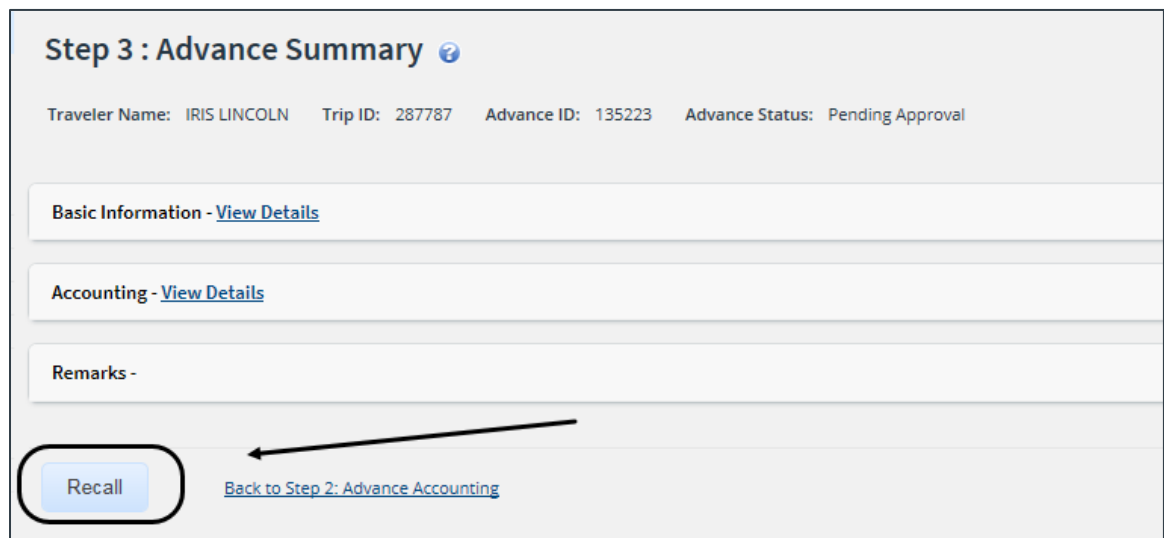 Step 3 : Advance Summary ?
Traveler Name: IRIS LINCOLN Trip ID: 287787 Advance ID: 135223 Advance Status: Pending Approval
Basic Information - View Details
Accounting - View Details
Remarks -
Recall Back to Step 2: Advance Accounting